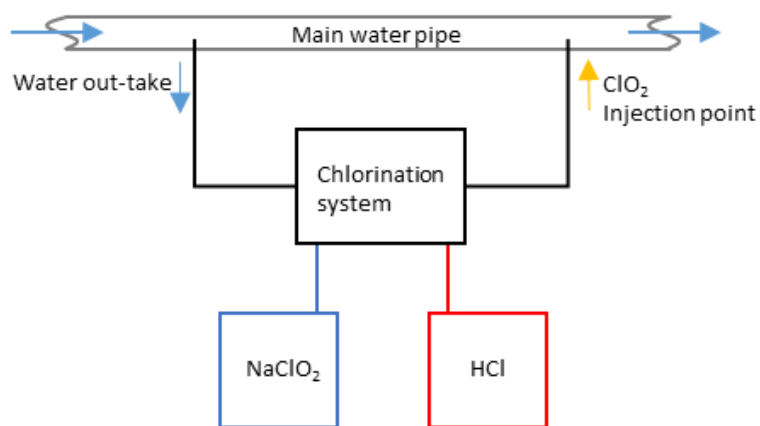 Main water pipe
Water out-take
ClO₂
Injection point
Chlorination
system
NaClO₂
HCl